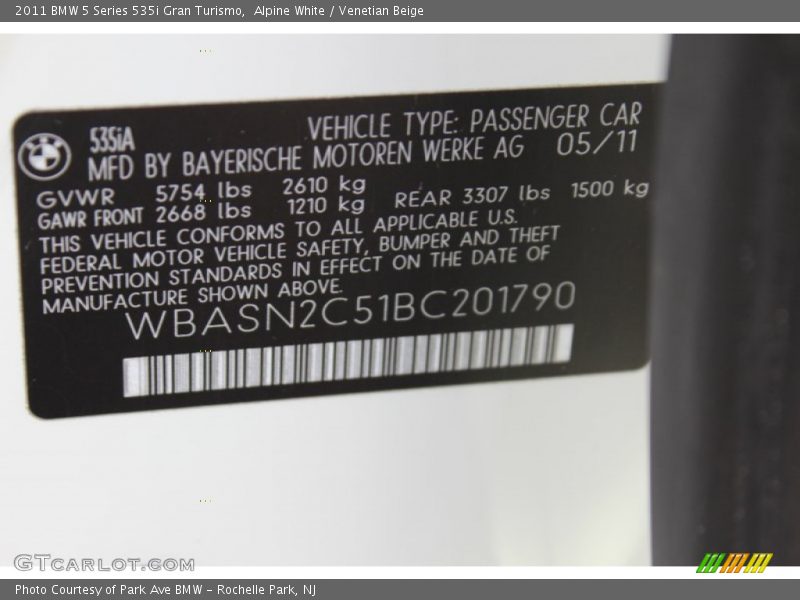 2011 BMW 5 Series 535i Gran Turismo,  Alpine White / Venetian Beige
535iA
VEHICLE TYPE: PASSENGER CAR
MFD BY BAYERISCHE MOTOREN WERKE AG 05/11
GVWR 5754 lbs 2610 kg
GAWR FRONT 2668 lbs 1210 kg REAR 3307 lbs 1500 kg
THIS VEHICLE CONFORMS TO ALL APPLICABLE U.S.
FEDERAL MOTOR VEHICLE SAFETY, BUMPER AND THEFT
PREVENTION STANDARDS IN EFFECT ON THE DATE OF
MANUFACTURE SHOWN ABOVE.
WBASN2C51BC201790
GTCARLOT.COM
Photo Courtesy of Park Ave BMW - Rochelle Park, NJ